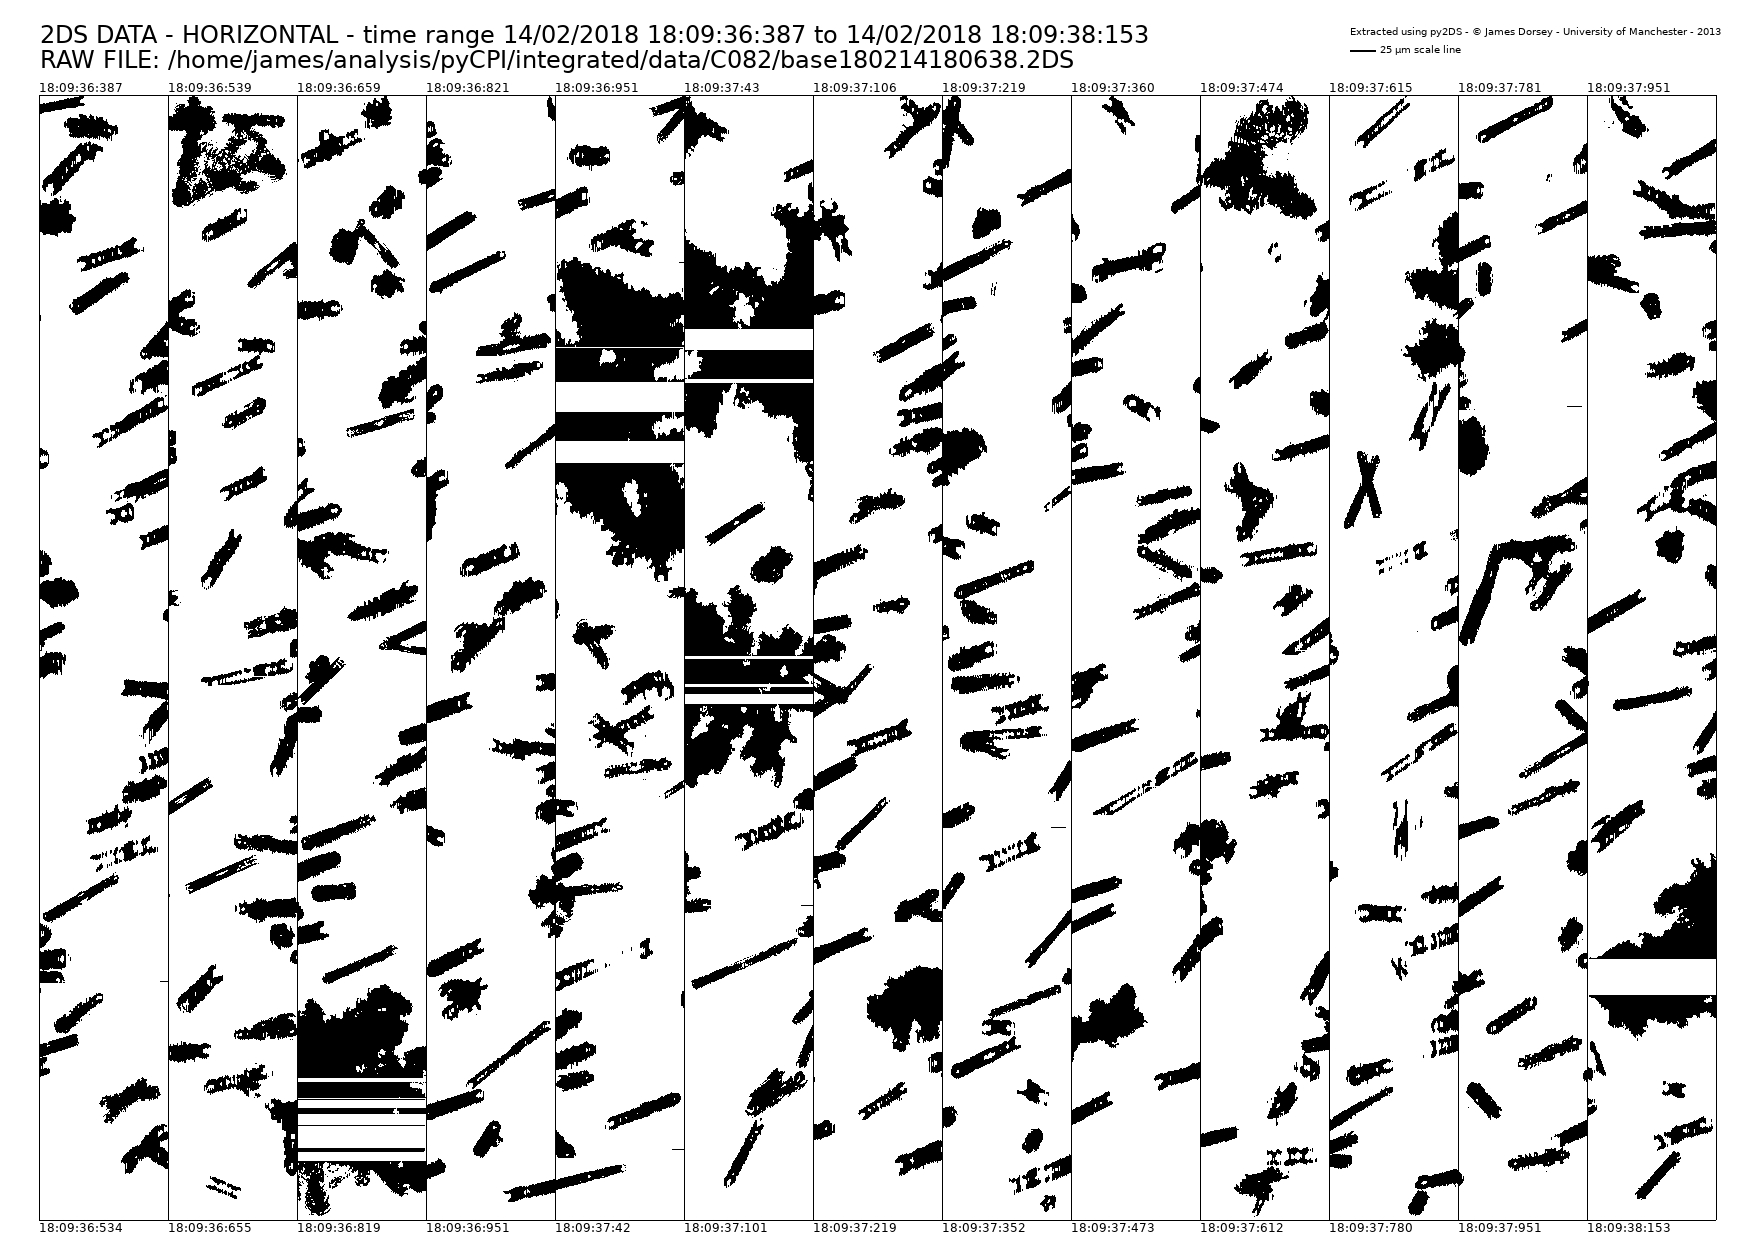 2DS DATA - HORIZONTAL - time range 14/02/2018 18:09:36:387 to 14/02/2018 18:09:38:153
RAW FILE: /home/james/analysis/pyCPI/integrated/data/C082/base180214180638.2DS
Extracted using py2DS - © James Dorsey - University of Manchester - 2013
25 µm scale line
18:09:36:387 18:09:36:539 18:09:36:659 18:09:36:821 18:09:36:951 18:09:37:43 18:09:37:106 18:09:37:219 18:09:37:360 18:09:37:474 18:09:37:615 18:09:37:781 18:09:37:951
18:09:36:534 18:09:36:655 18:09:36:819 18:09:36:951 18:09:37:42 18:09:37:101 18:09:37:219 18:09:37:352 18:09:37:473 18:09:37:612 18:09:37:780 18:09:37:951 18:09:38:153